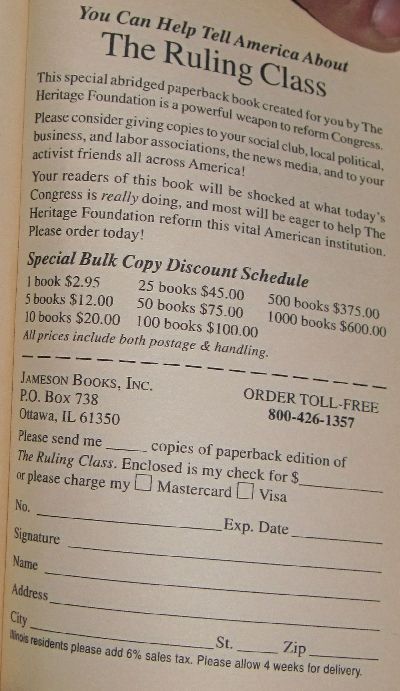 You Can Help Tell America About
The Ruling Class
This special abridged paperback book created for you by The
Heritage Foundation is a powerful weapon to reform Congress.
Please consider giving copies to your social club, local political,
business, and labor associations, the news media, and to your
activist friends all across America!
Your readers of this book will be shocked at what today's
Congress is really doing, and most will be eager to help The
Heritage Foundation reform this vital American institution.
Please order today!
Special Bulk Copy Discount Schedule
1 book $2.95 25 books $45.00 500 books $375.00
5 books $12.00 50 books $75.00 1000 books $600.00
10 books $20.00 100 books $100.00
All prices include both postage & handling.
JAMESON BOOKS, INC.
P.O. Box 738
Ottawa, IL 61350
ORDER TOLL-FREE
800-426-1357
Please send me _____ copies of paperback edition of
The Ruling Class. Enclosed is my check for $__________
or please charge my □ Mastercard □ Visa
No. ______________________ Exp. Date __________
Signature ______________________
Name ______________________
Address ______________________
City ______________________ St. _____ Zip ________
Illinois residents please add 6% sales tax. Please allow 4 weeks for delivery.